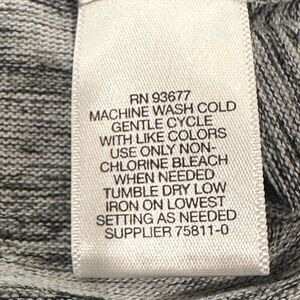 RN 93677
MACHINE WASH COLD
GENTLE CYCLE
WITH LIKE COLORS
USE ONLY NON-
CHLORINE BLEACH
WHEN NEEDED
TUMBLE DRY LOW
IRON ON LOWEST
SETTING AS NEEDED
SUPPLIER 75811-0